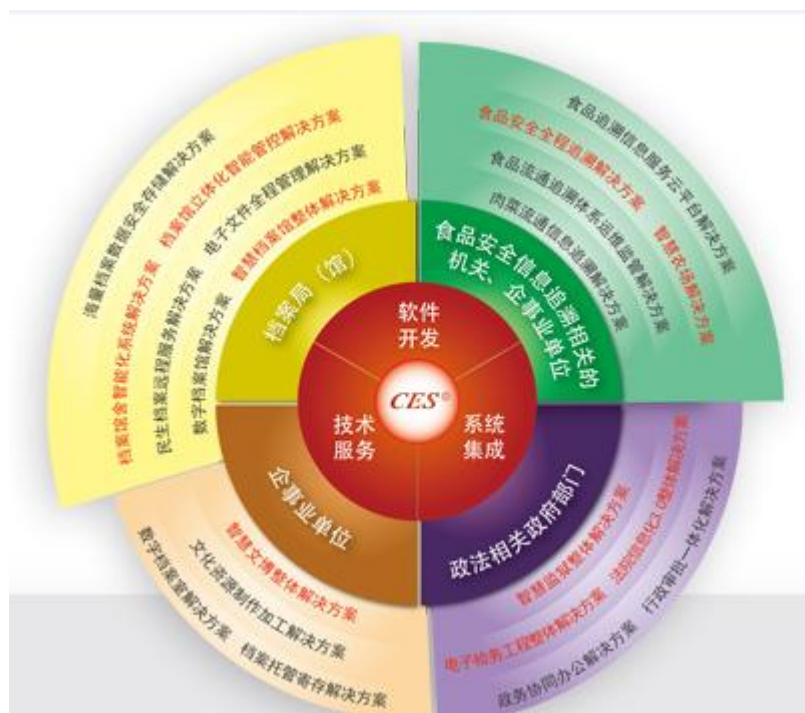 海量档案数据安全存储解决方案
档案馆立体化智能管控解决方案
电子文件全程管理解决方案
智慧档案馆整体解决方案
档案馆舍智能化系统解决方案
民生档案远程服务解决方案
数字档案馆解决方案
档案局（馆）
食品追溯信息服务云平台解决方案
食品安全全程追溯解决方案
智慧农场解决方案
食品流通追溯体系运维监管解决方案
肉菜流通信息追溯解决方案
食品安全信息追溯相关的
机关、企事业单位
软件
开发
CES®
技术
服务
系统
集成
企事业单位
智慧文博整体解决方案
文化资源制作加工解决方案
数字档案室解决方案
档案托管寄存解决方案
政法相关政府部门
智慧监狱整体解决方案
法院信息化3.0整体解决方案
电子检务工程整体解决方案
行政审批一体化解决方案
政务协同办公解决方案